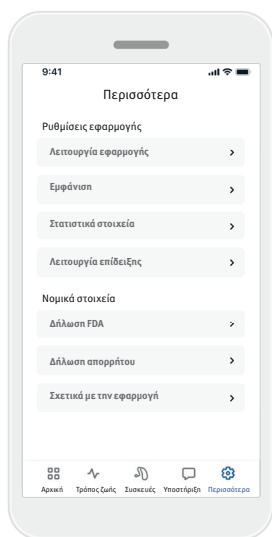 9:41
Περισσότερα
Ρυθμίσεις εφαρμογής
Λειτουργία εφαρμογής
Εμφάνιση
Στατιστικά στοιχεία
Λειτουργία επίδειξης
Νομικά στοιχεία
Δήλωση FDA
Δήλωση απορρήτου
Σχετικά με την εφαρμογή
Αρχική Τρόπος ζωής Συσκευές Υποστήριξη Περισσότερα